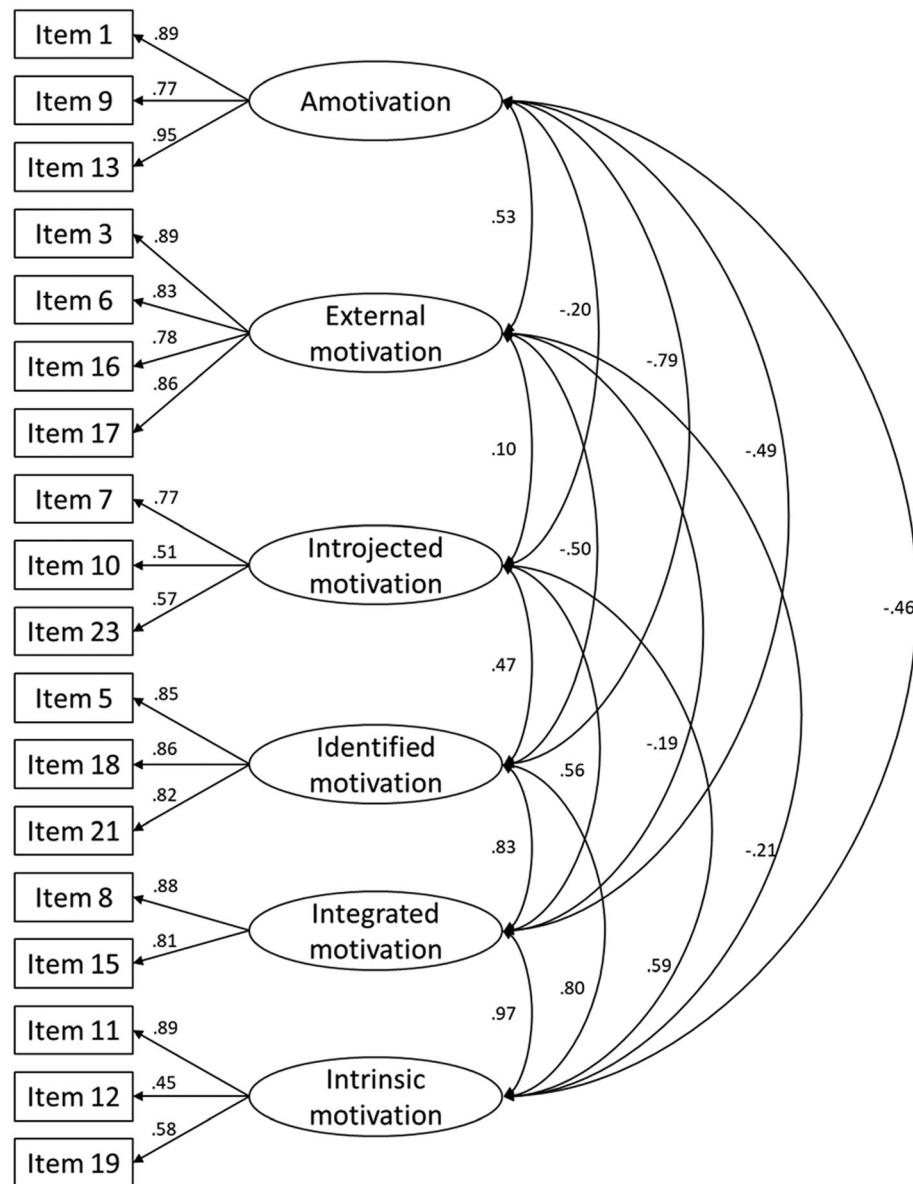 Item 1
.89
Item 9
.77
Amotivation
Item 13
.95
Item 3
.89
.53
Item 6
.83
External
motivation
-.20
Item 16
.78
-.79
Item 17
.86
.10
-.49
Item 7
.77
Item 10
.51
Introjected
motivation
-.50
Item 23
.57
-.46
.47
Item 5
.85
Item 18
.86
Identified
motivation
-.19
.56
Item 21
.82
.83
-.21
Item 8
.88
Integrated
motivation
Item 15
.81
.59
.80
.97
Item 11
.89
Item 12
.45
Intrinsic
motivation
Item 19
.58